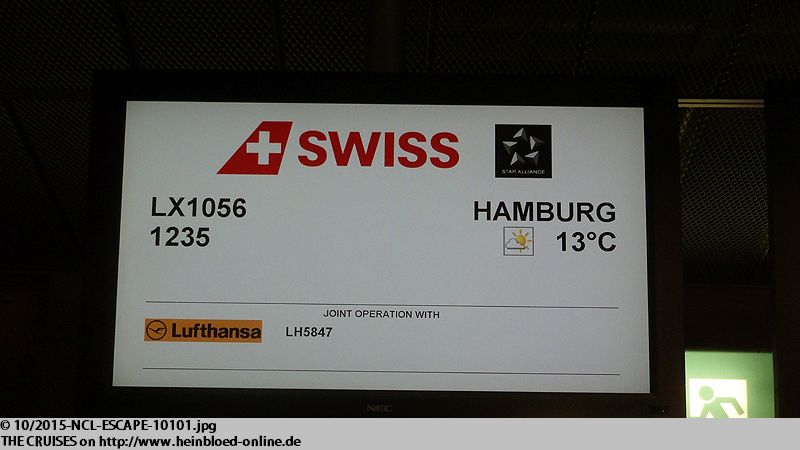 SWISS
STAR ALLIANCE
LX1056 HAMBURG
1235 13°C
JOINT OPERATION WITH
Lufthansa LH5847
NEC
© 10/2015-NCL-ESCAPE-10101.jpg
THE CRUISES on http://www.heinbloed-online.de